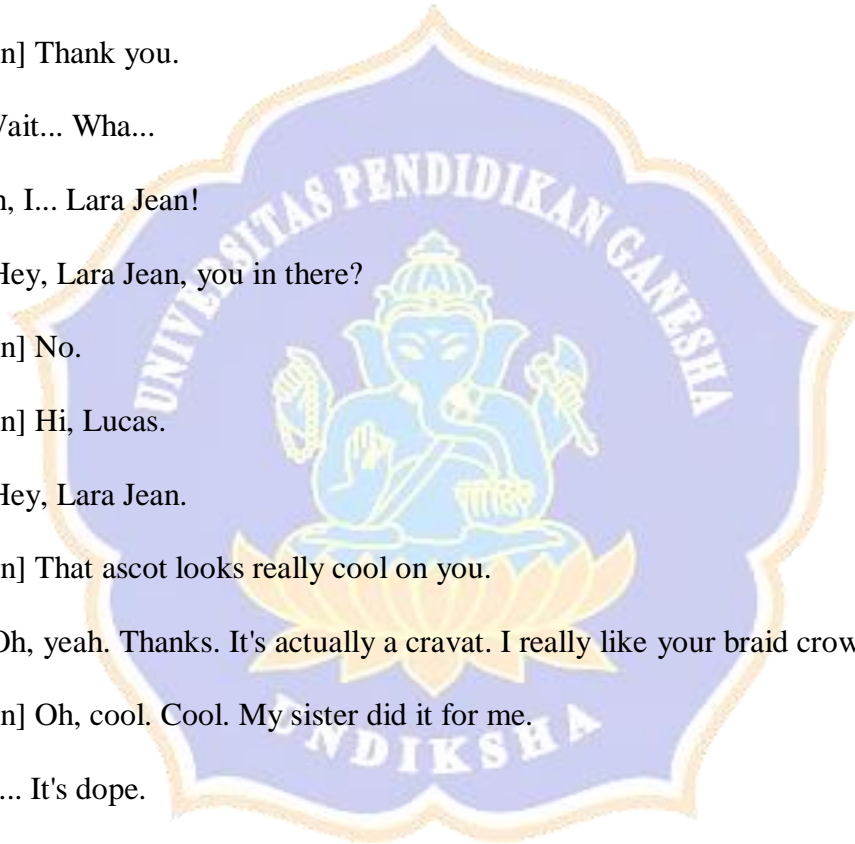 n] Thank you.
Wait... Wha...
h, I... Lara Jean!
Hey, Lara Jean, you in there?
n] No.
n] Hi, Lucas.
Hey, Lara Jean.
n] That ascot looks really cool on you.
Oh, yeah. Thanks. It's actually a cravat. I really like your braid crow
n] Oh, cool. Cool. My sister did it for me.
... It's dope.
UNIVERSITAS PENDIDIKAN GANESHA
UNDIKSHA